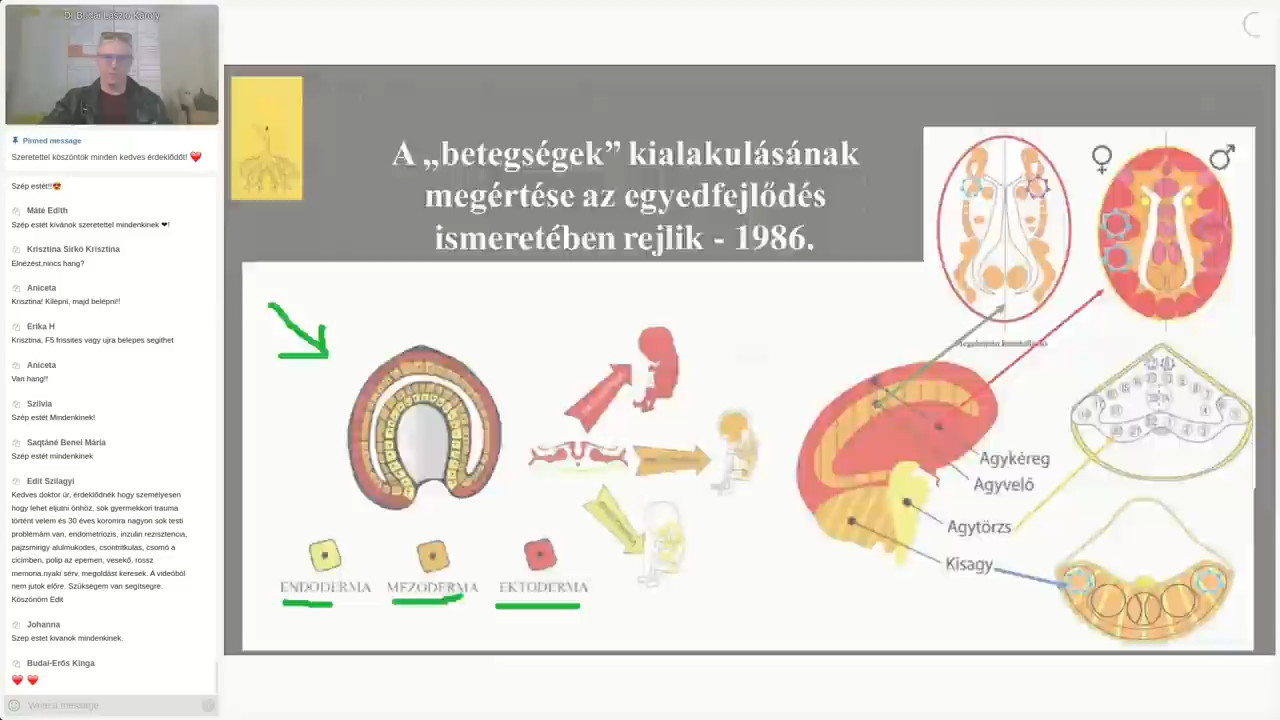 Dr. Budai László Károly
Pinned message
Szeretettel köszöntök minden kedves érdeklődőt! ❤️
Szép estét!!😍
Máté Edith
Szép estét kívánok szeretettel mindenkinek ❤!
Krisztina Sirkó Krisztina
Elnézést.nincs hang?
Aniceta
Krisztina! Kilépni, majd belépni!!
Erika H
Krisztina, F5 frissites vagy ujra belepes segithet
Aniceta
Van hang!!
Szilvia
Szép estét Mindenkinek!
Saqtáné Benei Mária
Szép estét mindenkinek
Edit Szilagyi
Kedves doktor úr, érdeklődnék hogy személyesen
hogy lehet eljutni önhöz, sok gyermekkori trauma
történt velem és 30 éves koromra nagyon sok testi
problémám van, endometriozis, inzulin rezisztencia,
pajzsmirigy alulmukodes, csontritkulas, csomó a
cicimben, polip az epemen, vesekő, rossz
memoria.nyaki sérv, megoldást keresek. A videóból
nem jutok előre. Szükségem van segítsegre.
Köszönöm Edit
Johanna
Szep estet kivanok mindenkinek.
Budai-Erős Kinga
❤️ ❤️
Write a message
A „betegségek” kialakulásának
megértése az egyedfejlődés
ismeretében rejlik - 1986.
ENDODERMA MEZODERMA EKTODERMA
Agykéreg
Agyvelő
Agytörzs
Kisagy